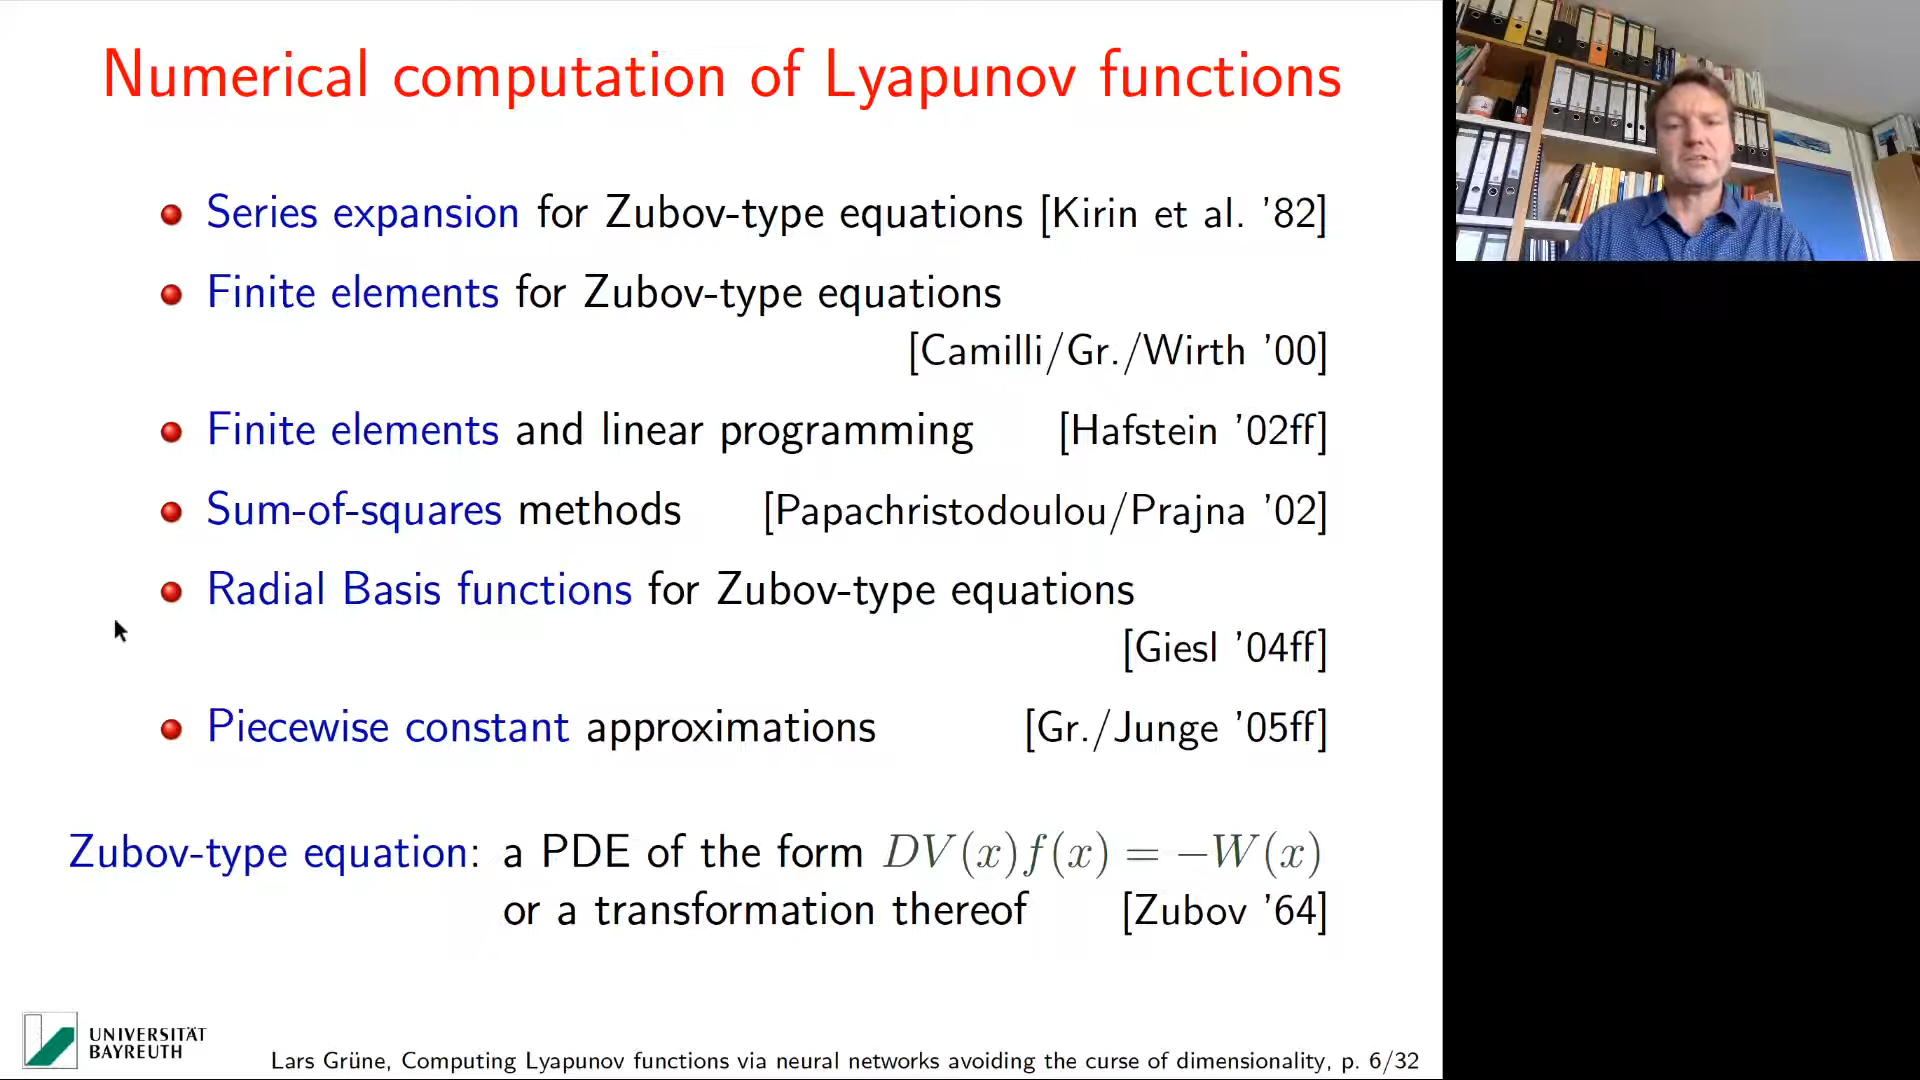 Numerical computation of Lyapunov functions
Series expansion for Zubov-type equations [Kirin et al. ’82]
Finite elements for Zubov-type equations
[Camilli/Gr./Wirth ’00]
Finite elements and linear programming [Hafstein ’02ff]
Sum-of-squares methods [Papachristodoulou/Prajna ’02]
Radial Basis functions for Zubov-type equations
[Giesl ’04ff]
Piecewise constant approximations [Gr./Junge ’05ff]
Zubov-type equation: a PDE of the form DV(x)f(x) = −W(x)
or a transformation thereof [Zubov ’64]
UNIVERSITÄT
BAYREUTH
Lars Grüne, Computing Lyapunov functions via neural networks avoiding the curse of dimensionality, p. 6/32